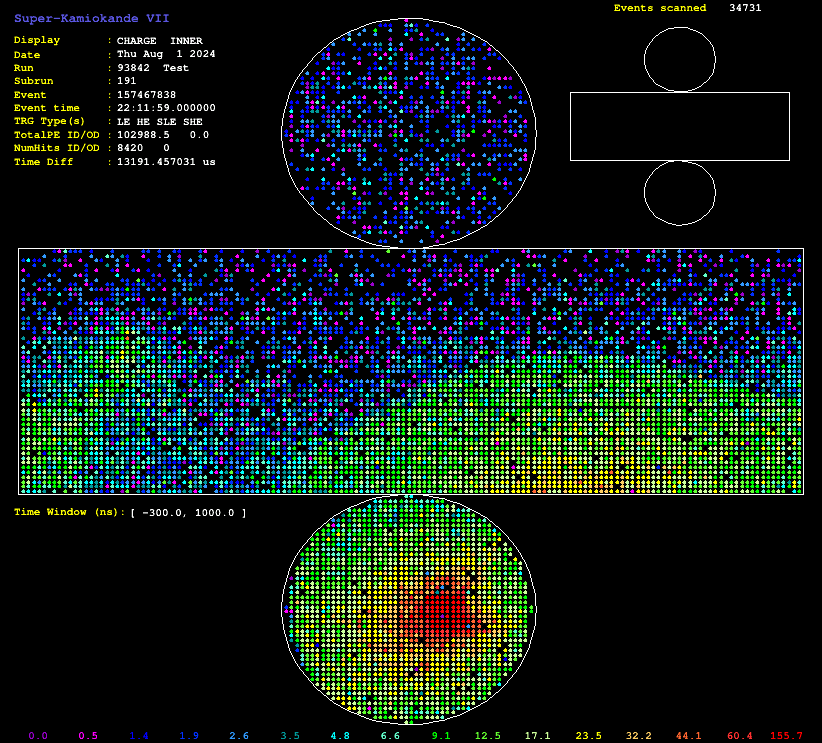 Super-Kamiokande VII
Events scanned 34731
Display : CHARGE INNER
Date : Thu Aug 1 2024
Run : 93842 Test
Subrun : 191
Event : 157467838
Event time : 22:11:59.000000
TRG Type(s) : LE HE SLE SHE
TotalPE ID/OD : 102988.5 0.0
NumHits ID/OD : 8420 0
Time Diff : 13191.457031 us
Time Window (ns): [ -300.0, 1000.0 ]
0.0 0.5 1.4 1.9 2.6 3.5 4.8 6.6 9.1 12.5 17.1 23.5 32.2 44.1 60.4 155.7